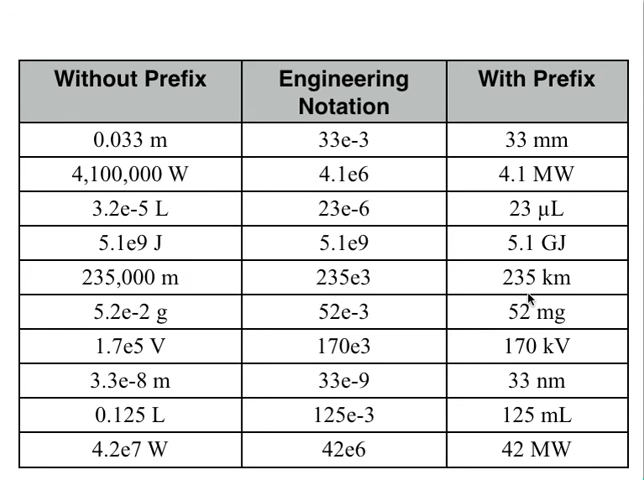 Without Prefix Engineering Notation With Prefix
0.033 m 33e-3 33 mm
4,100,000 W 4.1e6 4.1 MW
3.2e-5 L 23e-6 23 µL
5.1e9 J 5.1e9 5.1 GJ
235,000 m 235e3 235 km
5.2e-2 g 52e-3 52 mg
1.7e5 V 170e3 170 kV
3.3e-8 m 33e-9 33 nm
0.125 L 125e-3 125 mL
4.2e7 W 42e6 42 MW